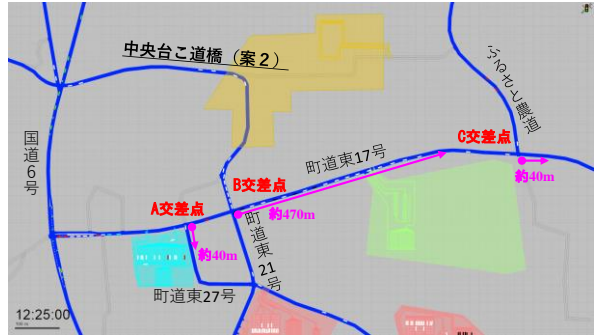 中央台こ道橋（案２）
ふるさと農道
国道6号
C交差点
町道東17号
B交差点
約40m
A交差点
約470m
町道東21号
約40m
町道東27号
12:25:00